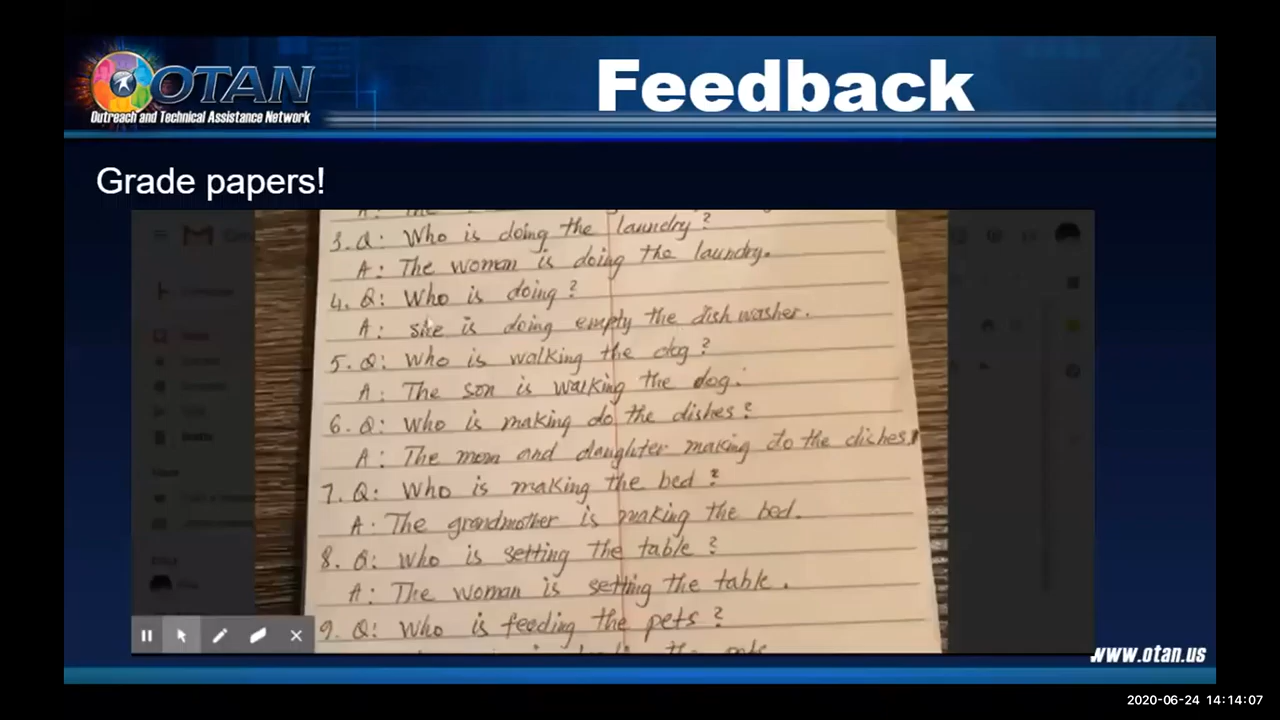 OTAN
Outreach and Technical Assistance Network
Feedback
Grade papers!
3. Q: Who is doing the laundry?
A: The woman is doing the laundry.
4. Q: Who is doing?
A: she is doing empty the dish washer.
5. Q: Who is walking the dog?
A: The son is walking the dog.
6. Q: Who is making do the dishes?
A: The mom and daughter making do the dishes.
7. Q: Who is making the bed?
A: The grandmother is making the bed.
8. Q: Who is setting the table?
A: The woman is setting the table.
9. Q: Who is feeding the pets?
www.otan.us
2020-06-24 14:14:07